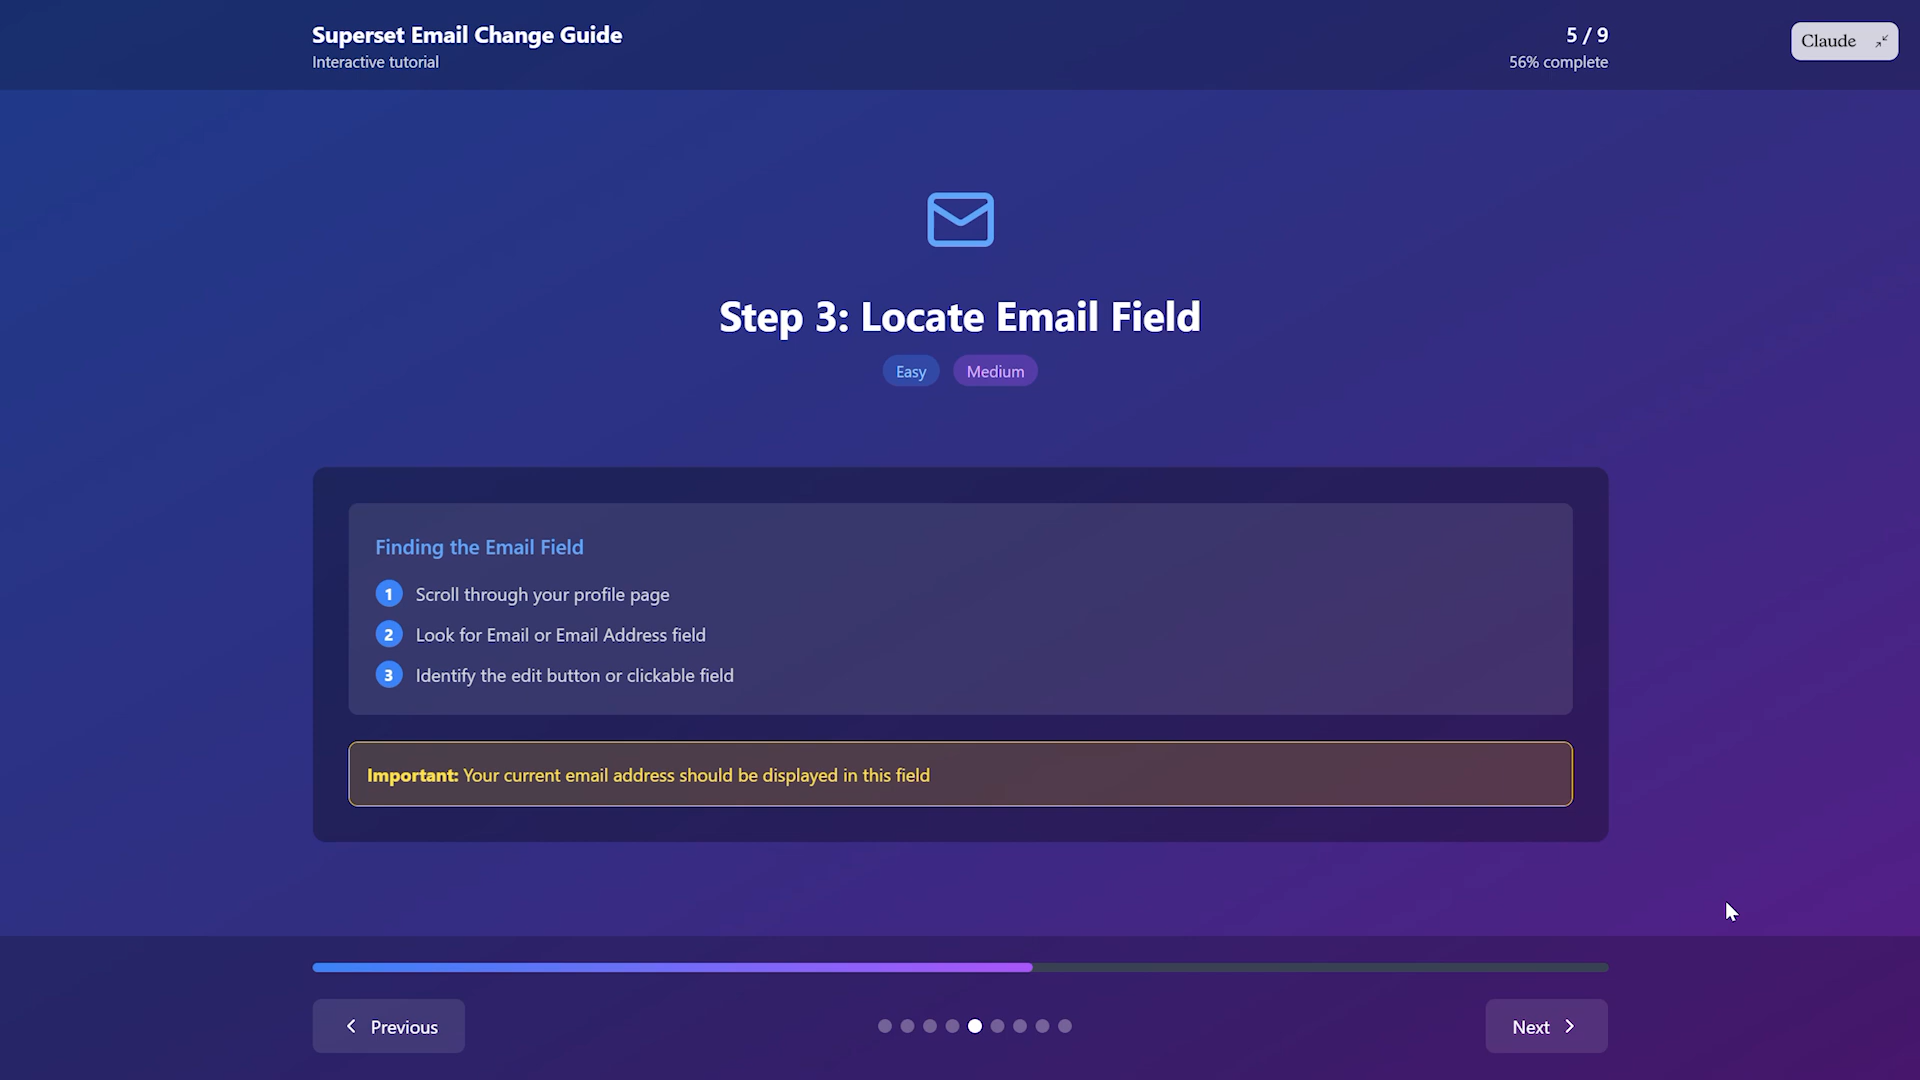 Superset Email Change Guide
Interactive tutorial
5 / 9
56% complete
Claude
Step 3: Locate Email Field
Easy
Medium
Finding the Email Field
1 Scroll through your profile page
2 Look for Email or Email Address field
3 Identify the edit button or clickable field
Important: Your current email address should be displayed in this field
Previous
Next